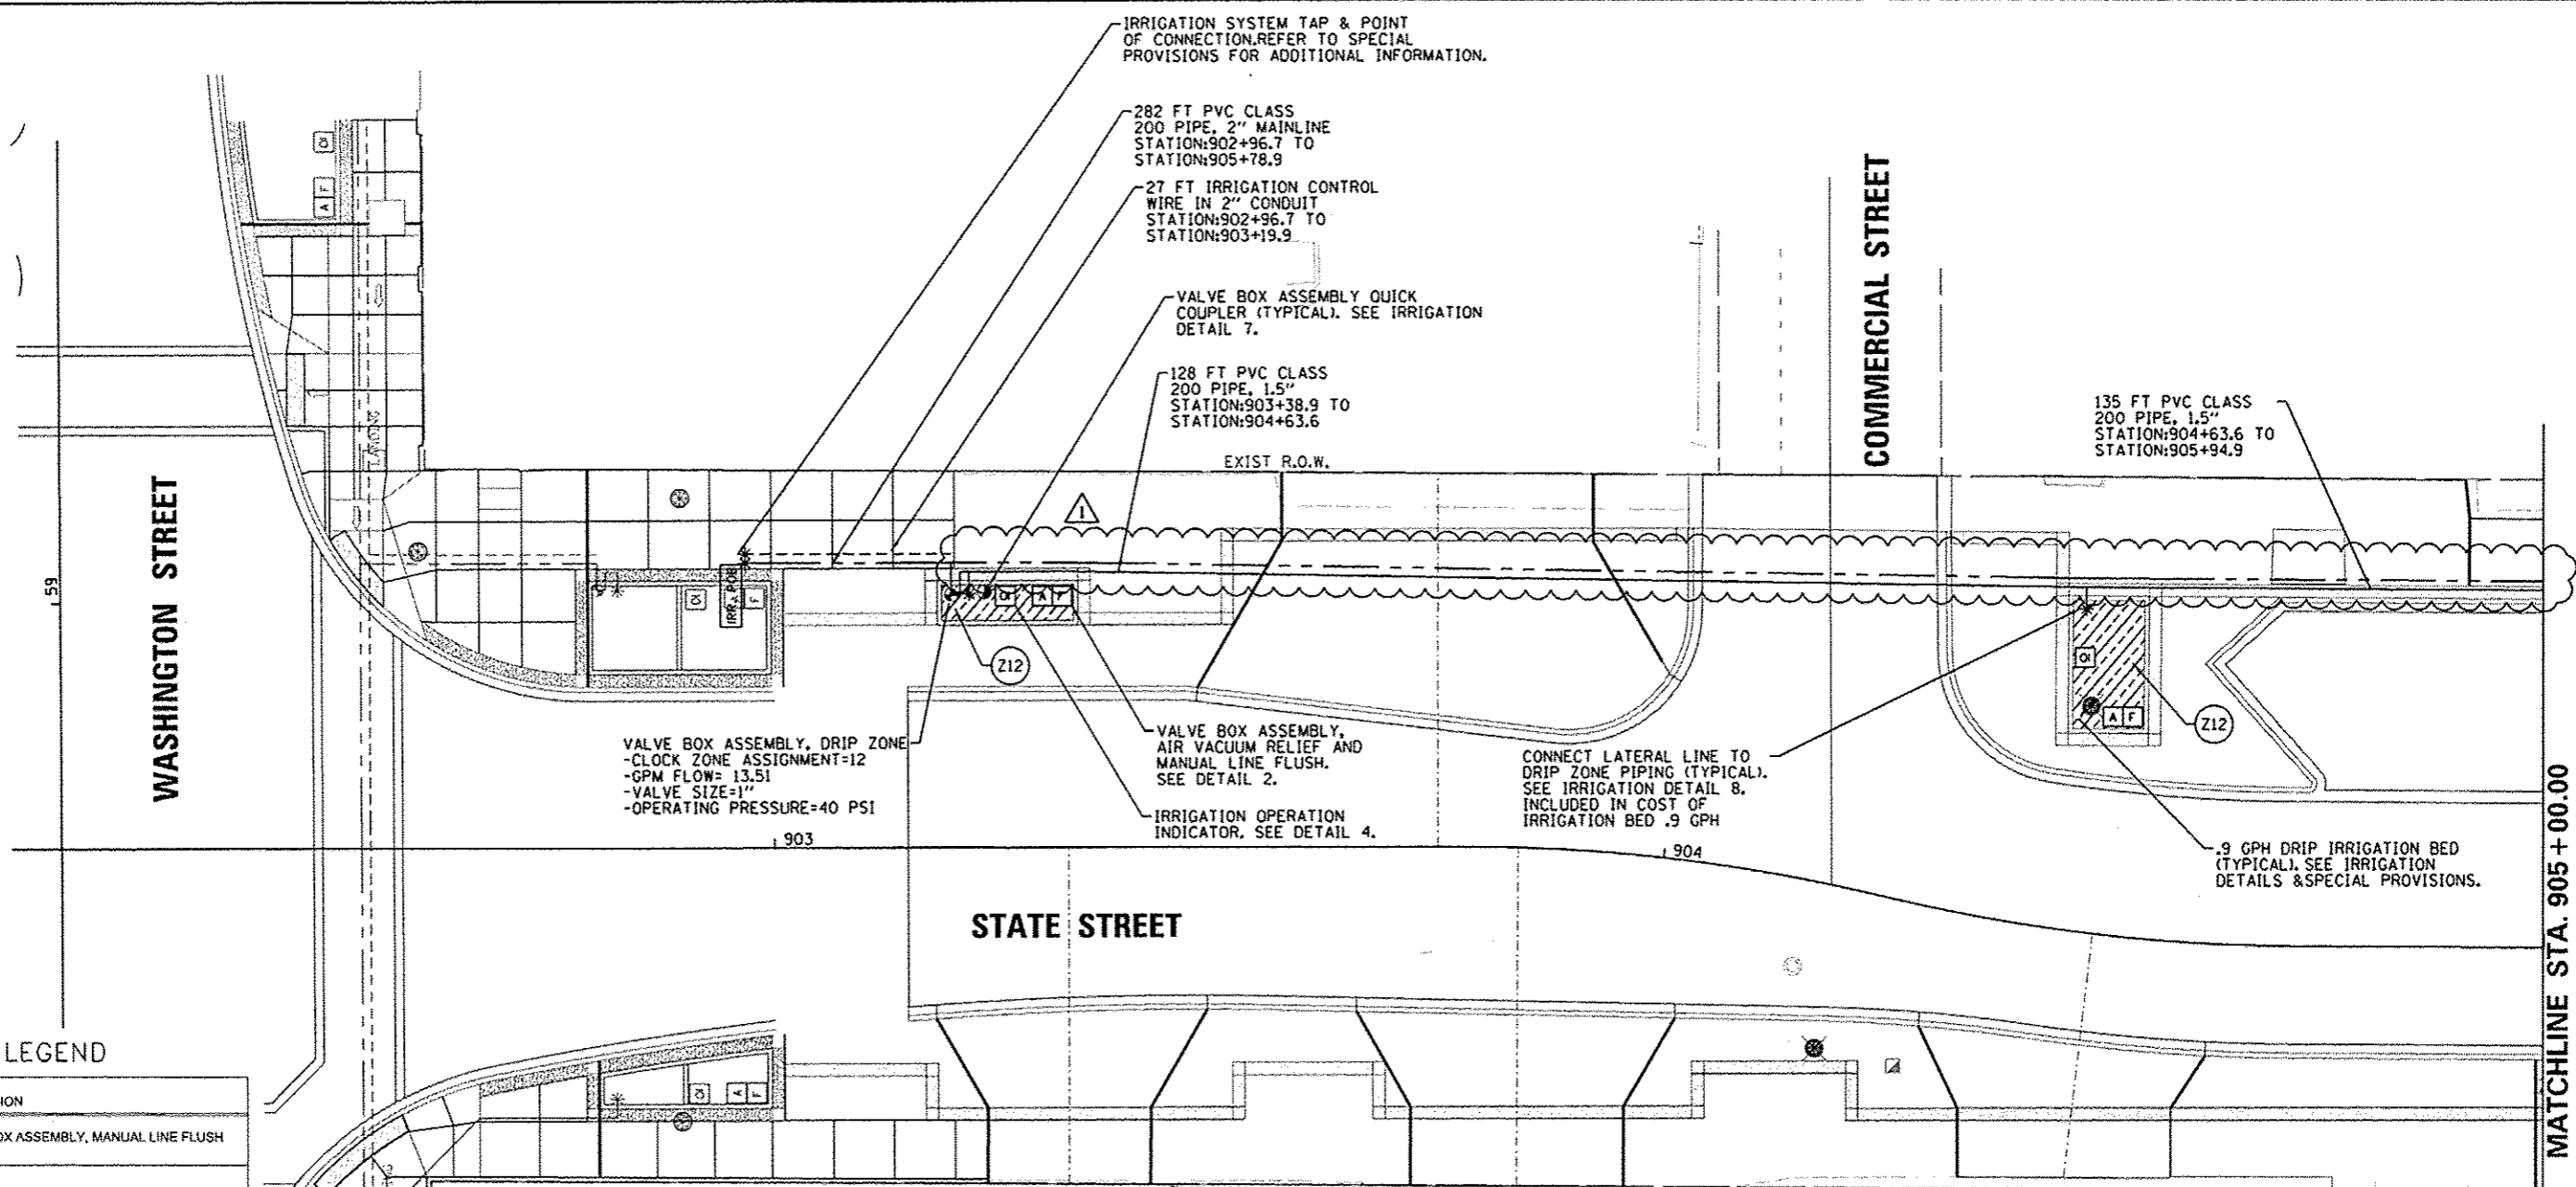 IRRIGATION SYSTEM TAP & POINT
OF CONNECTION.REFER TO SPECIAL
PROVISIONS FOR ADDITIONAL INFORMATION.
282 FT PVC CLASS
200 PIPE, 2" MAINLINE
STATION:902+96.7 TO
STATION:905+78.9
27 FT IRRIGATION CONTROL
WIRE IN 2" CONDUIT
STATION:902+96.7 TO
STATION:903+19.9
VALVE BOX ASSEMBLY QUICK
COUPLER (TYPICAL). SEE IRRIGATION
DETAIL 7.
128 FT PVC CLASS
200 PIPE, 1.5"
STATION:903+38.9 TO
STATION:904+63.6
EXIST R.O.W.
COMMERCIAL STREET
135 FT PVC CLASS
200 PIPE, 1.5"
STATION:904+63.6 TO
STATION:905+94.9
WASHINGTON STREET
59
LANDING
OI
A F
1
OI
IRR. POE
F
OI
A F
Z12
OI
A F
Z12
VALVE BOX ASSEMBLY, DRIP ZONE
-CLOCK ZONE ASSIGNMENT=12
-GPM FLOW= 13.51
-VALVE SIZE=1"
-OPERATING PRESSURE=40 PSI
VALVE BOX ASSEMBLY,
AIR VACUUM RELIEF AND
MANUAL LINE FLUSH.
SEE DETAIL 2.
IRRIGATION OPERATION
INDICATOR, SEE DETAIL 4.
CONNECT LATERAL LINE TO
DRIP ZONE PIPING (TYPICAL).
SEE IRRIGATION DETAIL 8.
INCLUDED IN COST OF
IRRIGATION BED .9 GPH
.9 GPH DRIP IRRIGATION BED
(TYPICAL). SEE IRRIGATION
DETAILS &SPECIAL PROVISIONS.
903
904
STATE STREET
MATCHLINE STA. 905+00.00
OI
A F
LEGEND
ION
OX ASSEMBLY, MANUAL LINE FLUSH